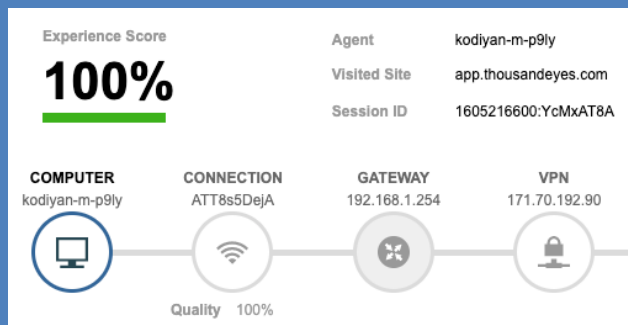 Experience Score
100%
Agent kodiyan-m-p9ly
Visited Site app.thousandeyes.com
Session ID 1605216600:YcMxAT8A
COMPUTER CONNECTION GATEWAY VPN
kodiyan-m-p9ly ATT8s5DejA 192.168.1.254 171.70.192.90
Quality 100%